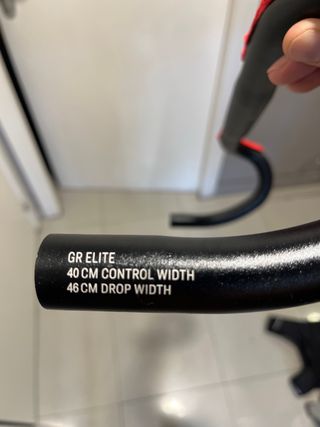 GR ELITE
40 CM CONTROL WIDTH
46 CM DROP WIDTH